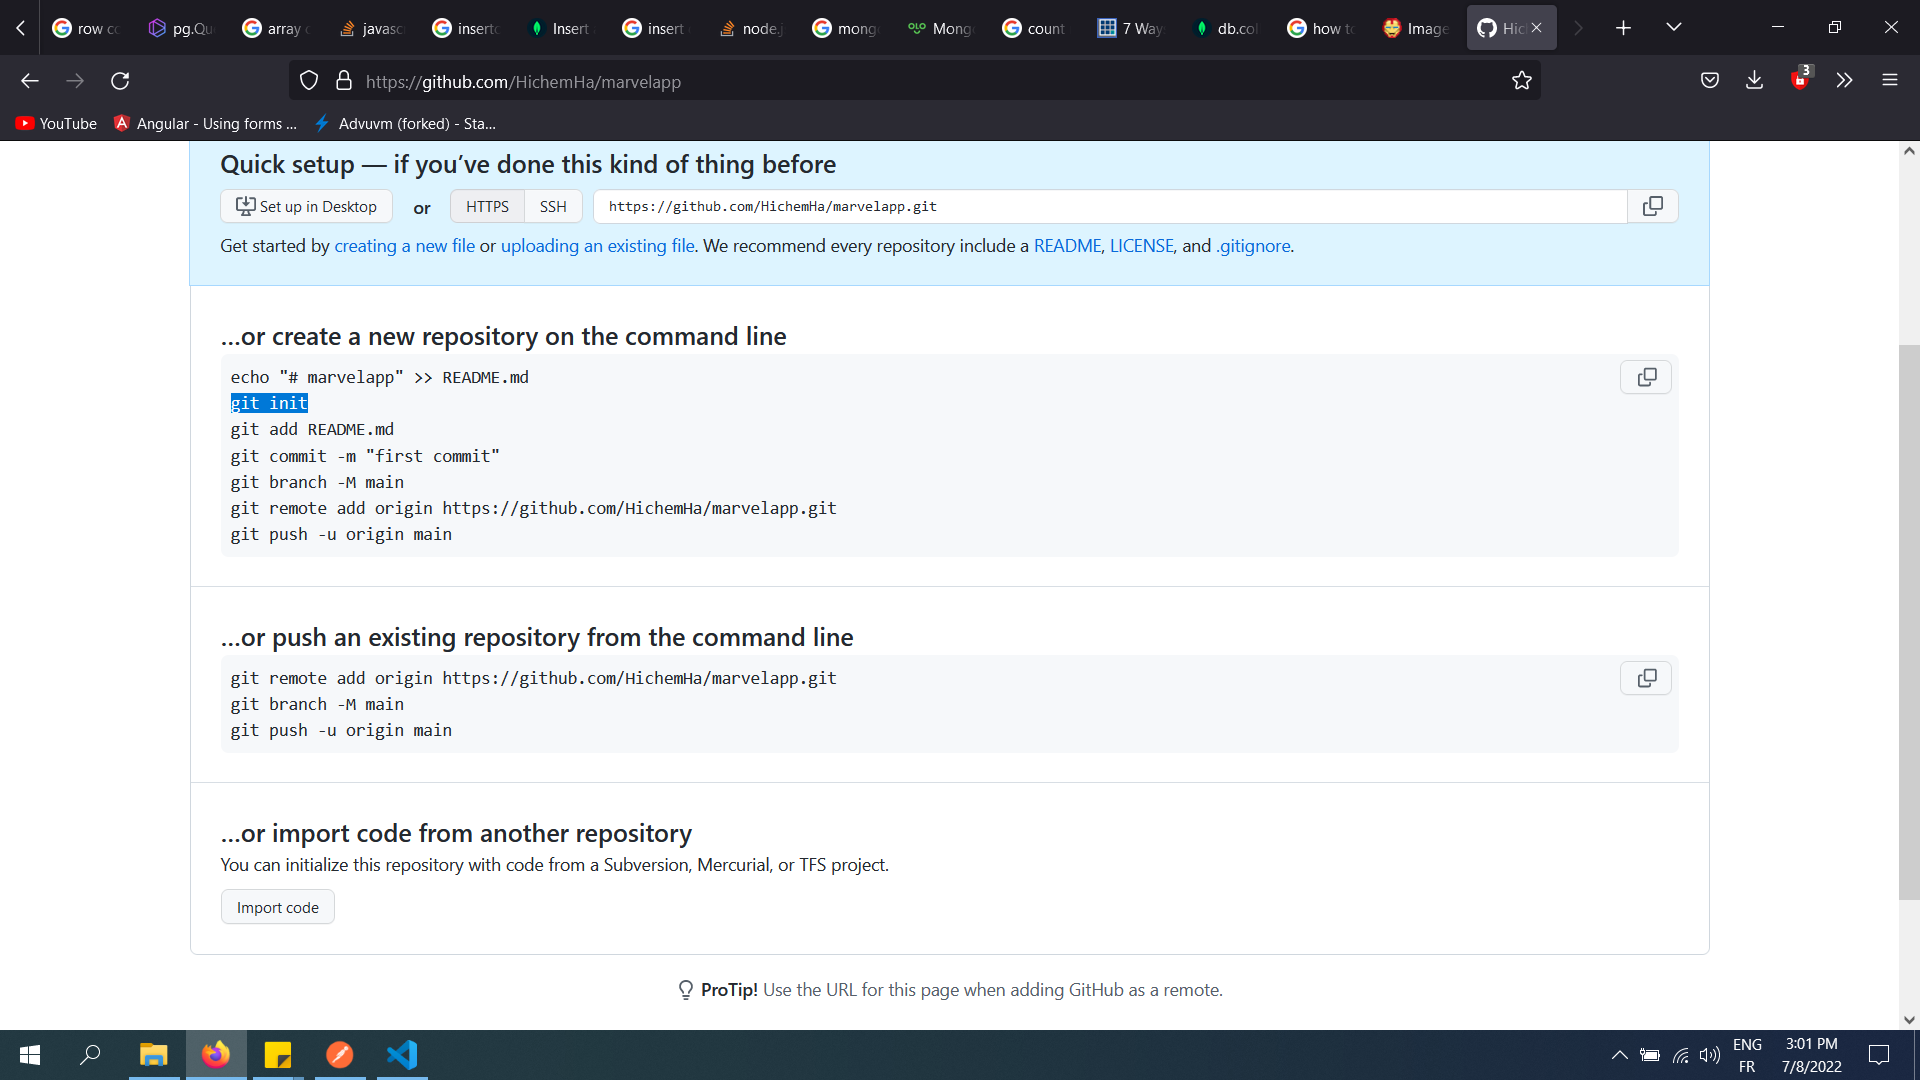 row co
pg.Que
array c
javasc
inserto
Insert
insert
node.j
mong
Mong
count
7 Way
db.col
how to
Image
Hic
https://github.com/HichemHa/marvelapp
3
YouTube
Angular - Using forms ...
Advuvm (forked) - Sta...
Quick setup — if you’ve done this kind of thing before
Set up in Desktop or HTTPS SSH https://github.com/HichemHa/marvelapp.git
Get started by creating a new file or uploading an existing file. We recommend every repository include a README, LICENSE, and .gitignore.
…or create a new repository on the command line
echo "# marvelapp" >> README.md
git init
git add README.md
git commit -m "first commit"
git branch -M main
git remote add origin https://github.com/HichemHa/marvelapp.git
git push -u origin main
…or push an existing repository from the command line
git remote add origin https://github.com/HichemHa/marvelapp.git
git branch -M main
git push -u origin main
…or import code from another repository
You can initialize this repository with code from a Subversion, Mercurial, or TFS project.
Import code
ProTip! Use the URL for this page when adding GitHub as a remote.
ENG
FR
3:01 PM
7/8/2022